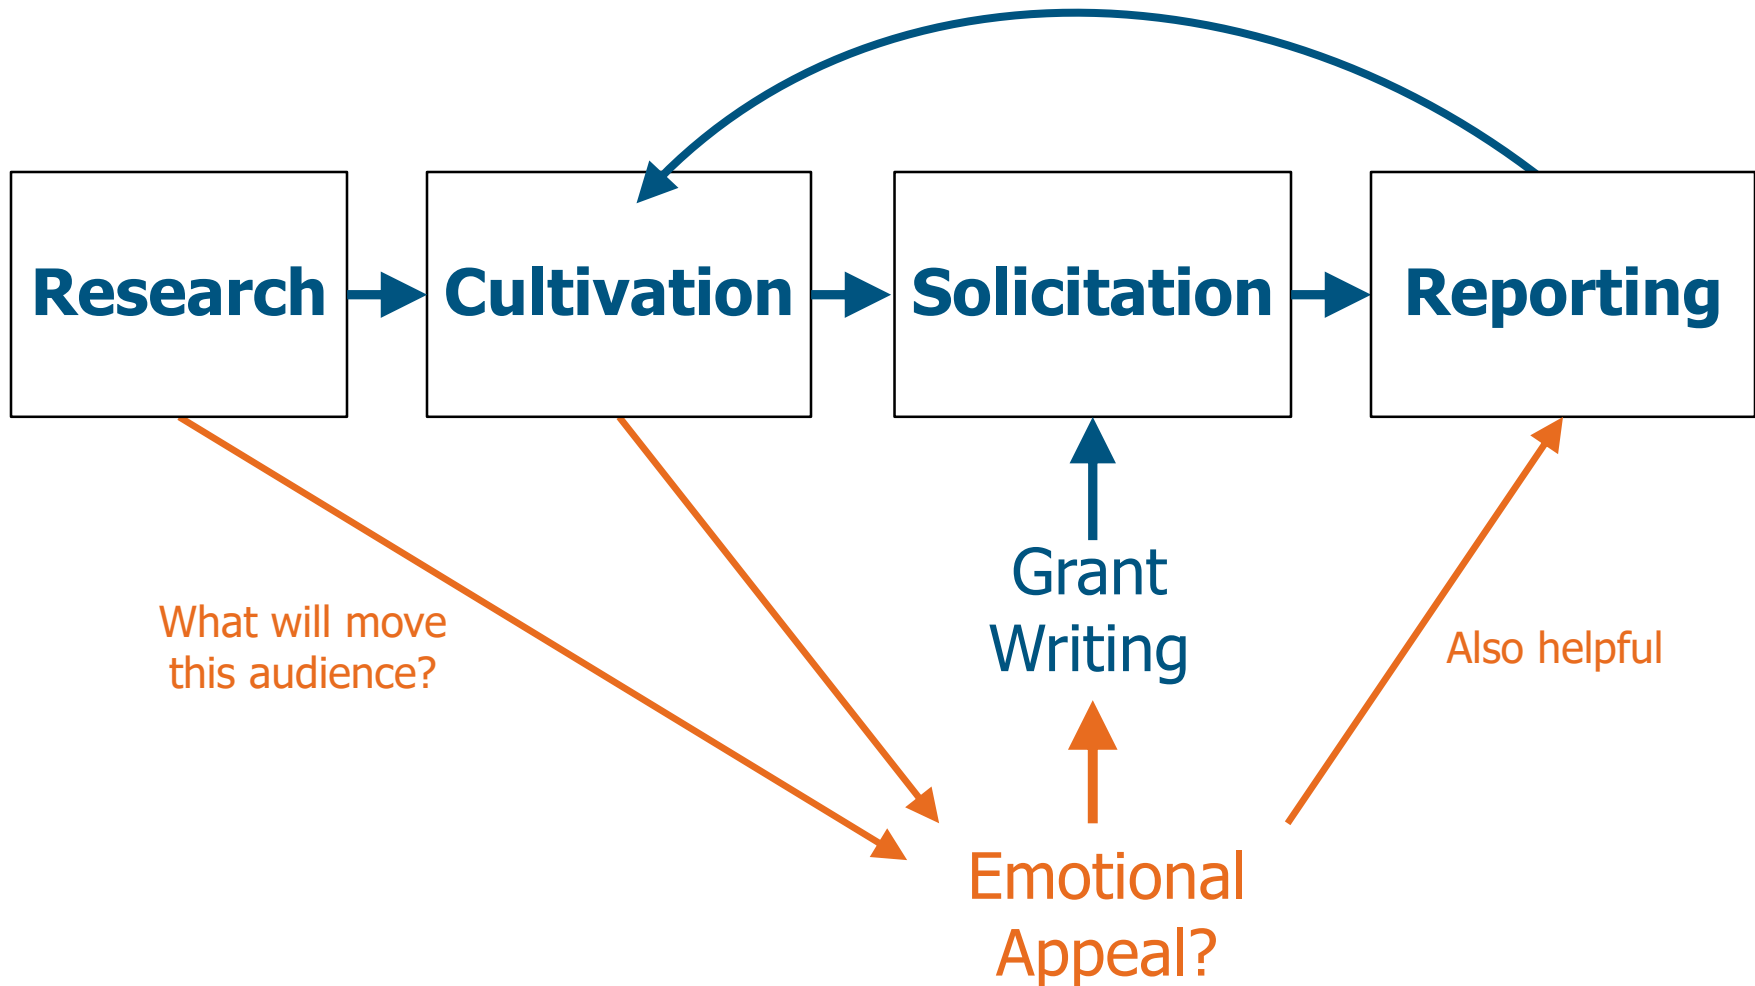 Research
Cultivation
Solicitation
Reporting
What will move
this audience?
Grant
Writing
Also helpful
Emotional
Appeal?